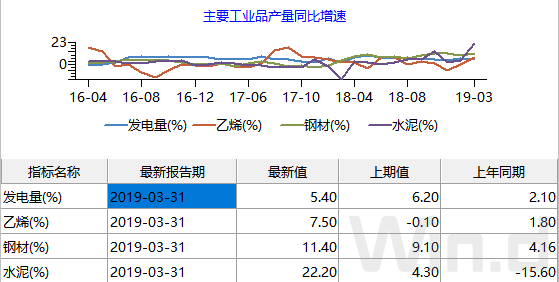 主要工业品产量同比增速
23
0
16-04 16-08 16-12 17-06 17-10 18-04 18-08 19-03
发电量(%) 乙烯(%) 钢材(%) 水泥(%)
指标名称 最新报告期 最新值 上期值 上年同期
发电量(%) 2019-03-31 5.40 6.20 2.10
乙烯(%) 2019-03-31 7.50 -0.10 1.80
钢材(%) 2019-03-31 11.40 9.10 4.16
水泥(%) 2019-03-31 22.20 4.30 -15.60
Win.d